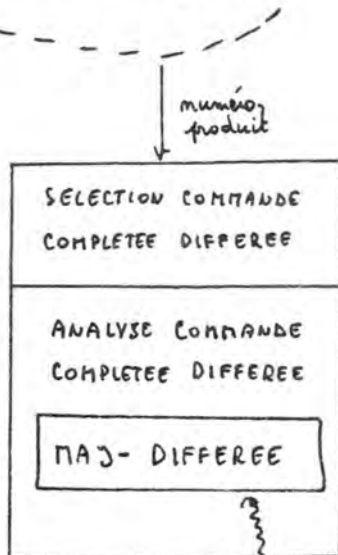 numéro,
produit
SELECTION COMMANDE
COMPLETEE DIFFEREE
ANALYSE COMMANDE
COMPLETEE DIFFEREE
MAJ- DIFFEREE